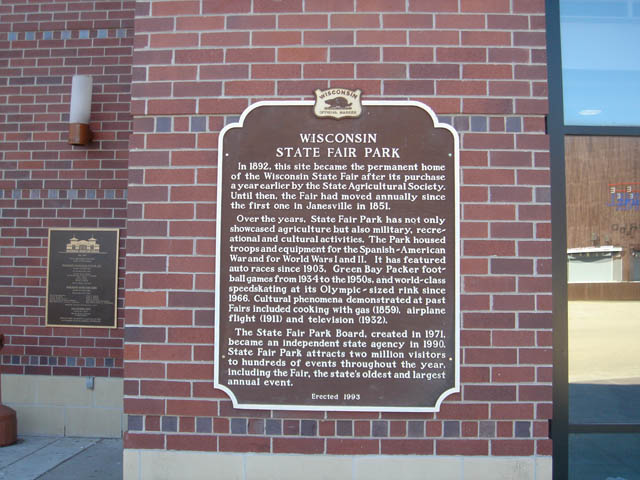 WISCONSIN
OFFICIAL MARKER
WISCONSIN
STATE FAIR PARK
In 1892, this site became the permanent home
of the Wisconsin State Fair after its purchase
a year earlier by the State Agricultural Society.
Until then, the Fair had moved annually since
the first one in Janesville in 1851.
Over the years, State Fair Park has not only
showcased agriculture but also military, recre-
ational and cultural activities. The Park housed
troops and equipment for the Spanish-American
War and for World Wars I and II. It has featured
auto races since 1903, Green Bay Packer foot-
ball games from 1934 to the 1950s, and world-class
speedskating at its Olympic-sized rink since
1966. Cultural phenomena demonstrated at past
Fairs included cooking with gas (1859), airplane
flight (1911) and television (1932).
The State Fair Park Board, created in 1971,
became an independent state agency in 1990.
State Fair Park attracts two million visitors
to hundreds of events throughout the year,
including the Fair, the state's oldest and largest
annual event.
Erected 1993